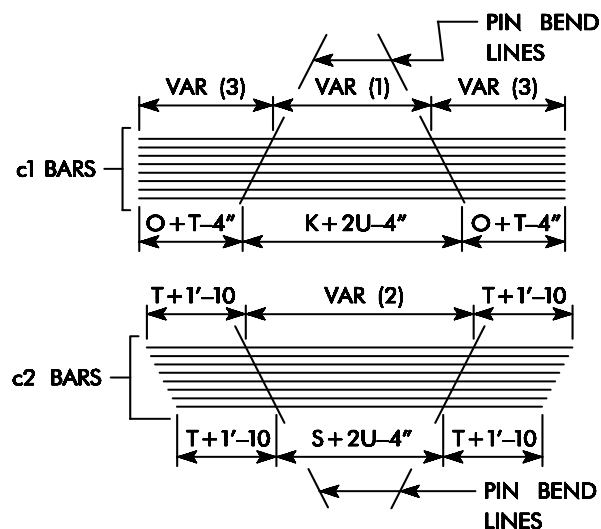 PIN BEND
LINES
VAR (3) VAR (1) VAR (3)
c1 BARS
O+T-4" K+2U-4" O+T-4"
T+1'-10 VAR (2) T+1'-10
c2 BARS
T+1'-10 S+2U-4" T+1'-10
PIN BEND
LINES